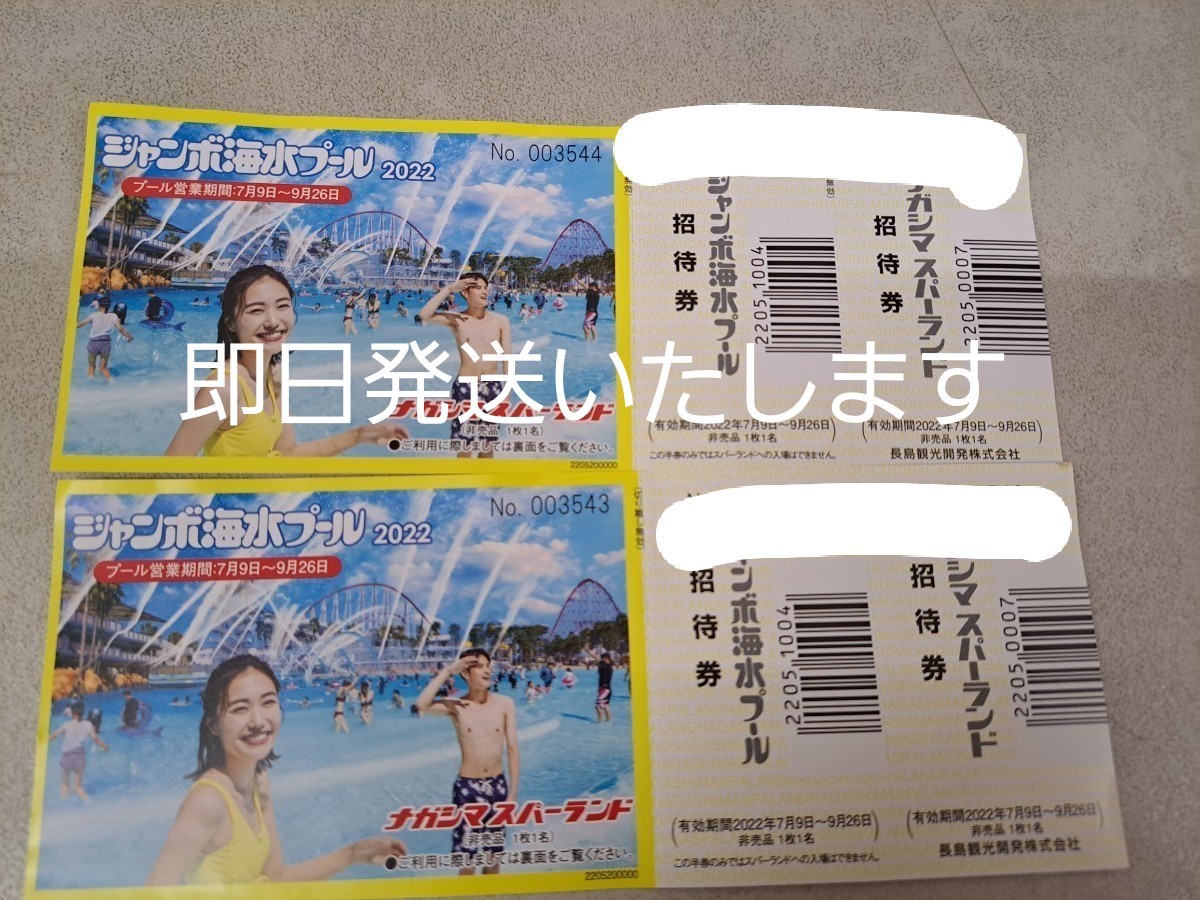 ジャンボ海水プール 2022
No. 003544
プール営業期間:7月9日〜9月26日
ナガシマスパーランド
(非売品 1枚1名)
●ご利用に際しましては裏面をご覧ください。
2205200000
無効)
招待券
ジャンボ海水プール
2205 1004
(有効期間2022年7月9日〜9月26日)
非売品 1枚1名
この半券のみではスパーランドへの入場はできません。
無効)
招待券
ガシマスパーランド
2205 0007
(有効期間2022年7月9日〜9月26日)
非売品 1枚1名
長島観光開発株式会社
即日発送いたします
ジャンボ海水プール 2022
No. 003543
プール営業期間:7月9日〜9月26日
ナガシマスパーランド
(非売品 1枚1名)
●ご利用に際しましては裏面をご覧ください。
2205200000
(切り離し無効)
招待券
ンボ海水プール
2205 1004
(有効期間2022年7月9日〜9月26日)
非売品 1枚1名
この半券のみではスパーランドへの入場はできません。
招待券
シマスパーランド
2205 0007
(有効期間2022年7月9日〜9月26日)
非売品 1枚1名
長島観光開発株式会社